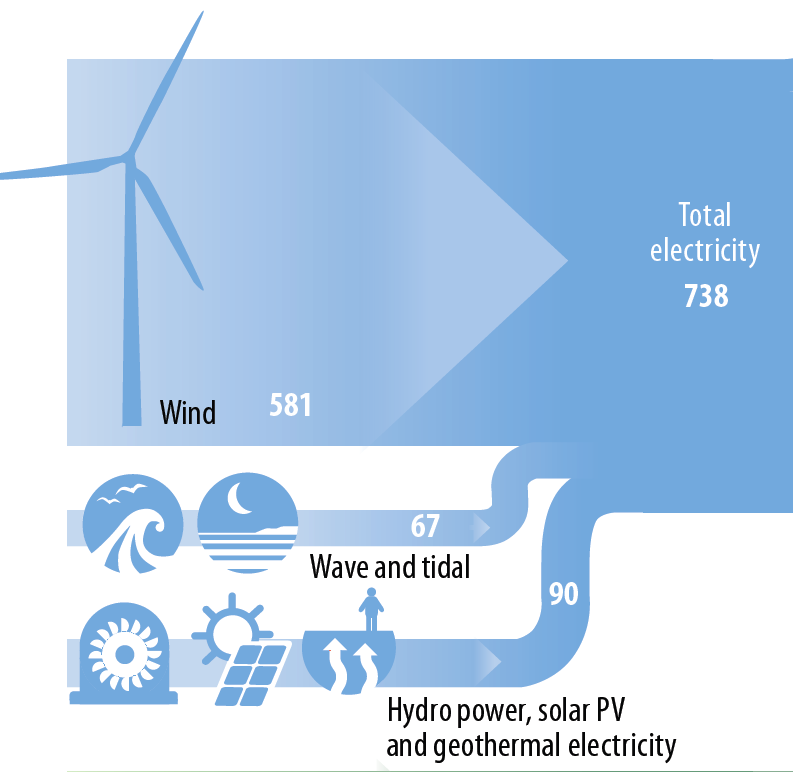 Total
electricity
738
Wind 581
67
Wave and tidal
90
Hydro power, solar PV
and geothermal electricity